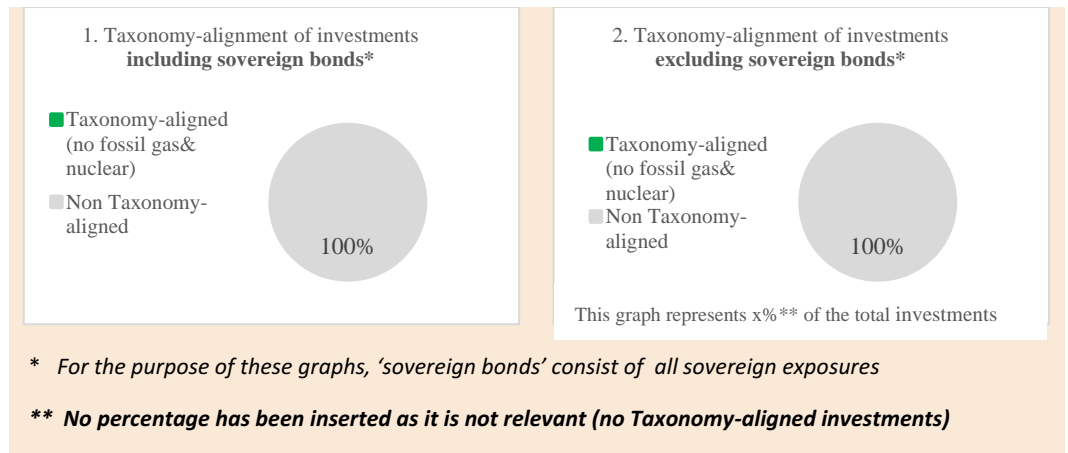 1. Taxonomy-alignment of investments
including sovereign bonds*
Taxonomy-aligned
(no fossil gas&
nuclear)
Non Taxonomy-
aligned
100%
2. Taxonomy-alignment of investments
excluding sovereign bonds*
Taxonomy-aligned
(no fossil gas&
nuclear)
Non Taxonomy-
aligned
100%
This graph represents x%** of the total investments
* For the purpose of these graphs, ‘sovereign bonds’ consist of all sovereign exposures
** No percentage has been inserted as it is not relevant (no Taxonomy-aligned investments)